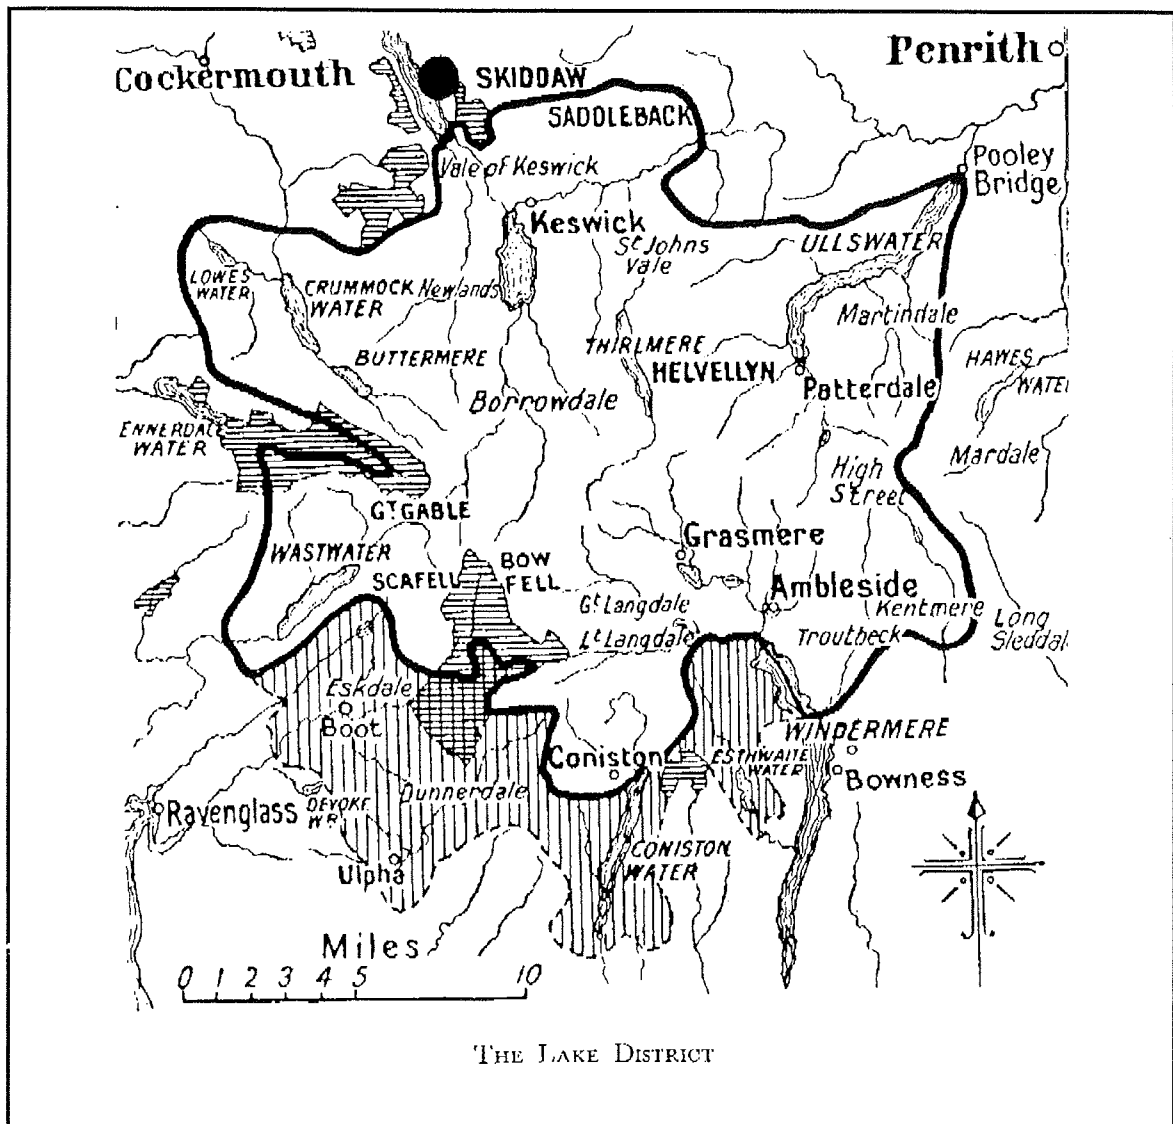 Penrith
Cockermouth
SKIDDAW
SADDLEBACK
Pooley
Bridge
Vale of Keswick
Keswick
St Johns
Vale
ULLSWATER
LOWES
WATER
CRUMMOCK
WATER
Newlands
Martindale
THIRLMERE
BUTTERMERE
HELVELLYN
HAWES
WATER
Patterdale
Borrowdale
ENNERDALE
WATER
Mardale
High
Street
GT GABLE
Grasmere
WASTWATER
BOW
FELL
SCAFELL
Ambleside
Gt Langdale
Kentmere
Long
Sleddale
Lt Langdale
Troutbeck
Eskdale
Boot
WINDERMERE
Coniston
ESTHWAITE
WATER
Bowness
Dunnerdale
Ravenglass
DEVOKE
WR
CONISTON
WATER
Ulpha
Miles
0 1 2 3 4 5 10
THE LAKE DISTRICT